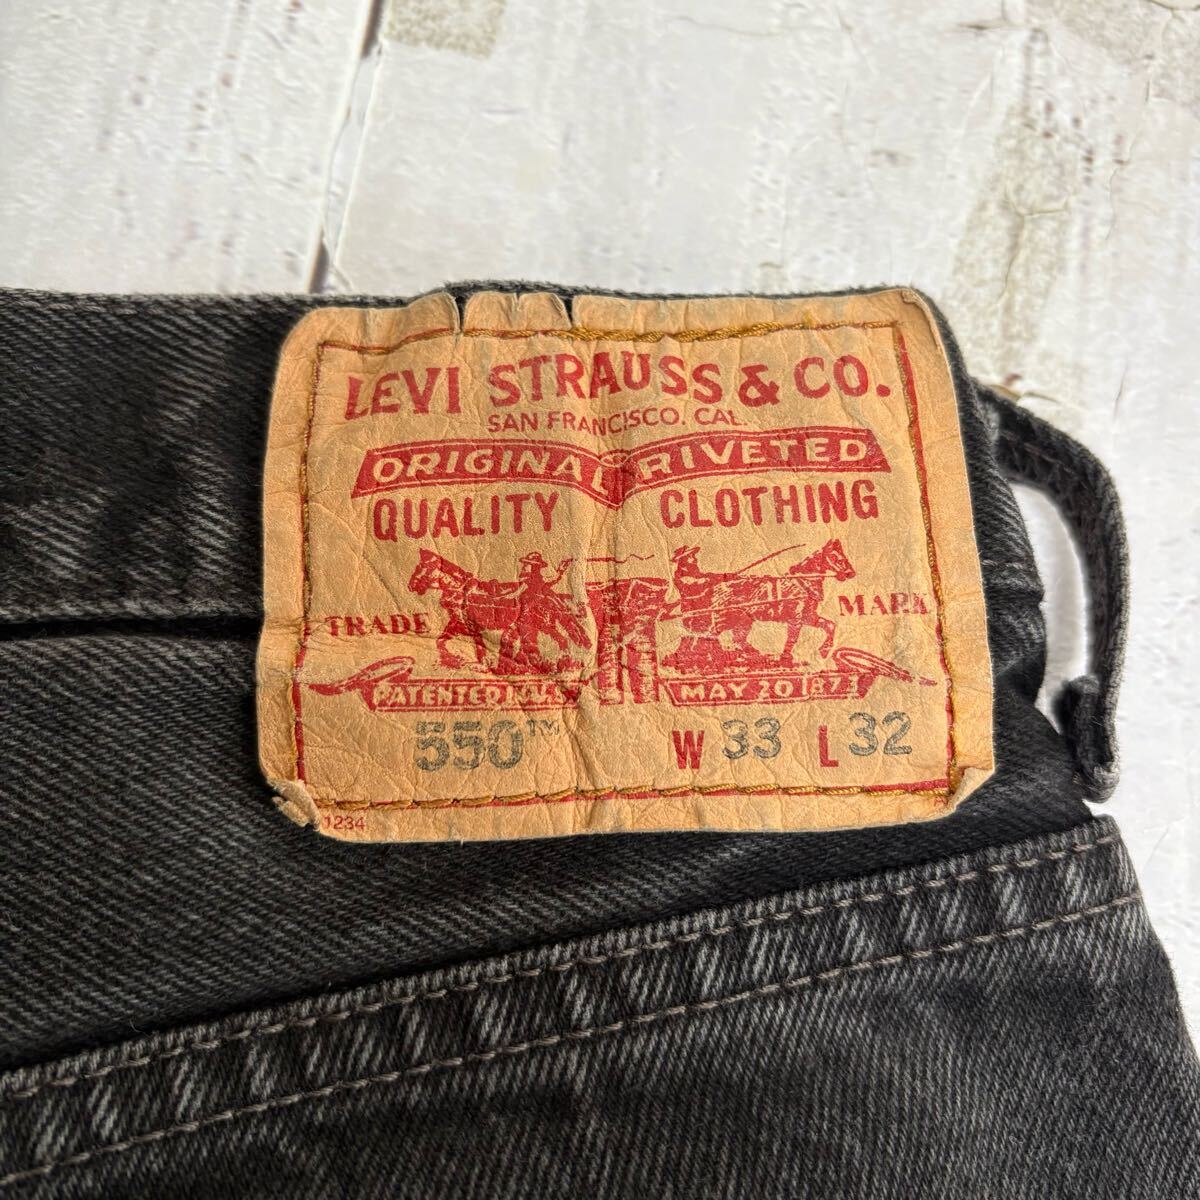 LEVI STRAUSS & CO.
SAN FRANCISCO, CAL.
ORIGINAL RIVETED
QUALITY CLOTHING
TRADE MARK
PATENTED IN U.S. MAY 20 1873
550™ W 33 L 32
1234